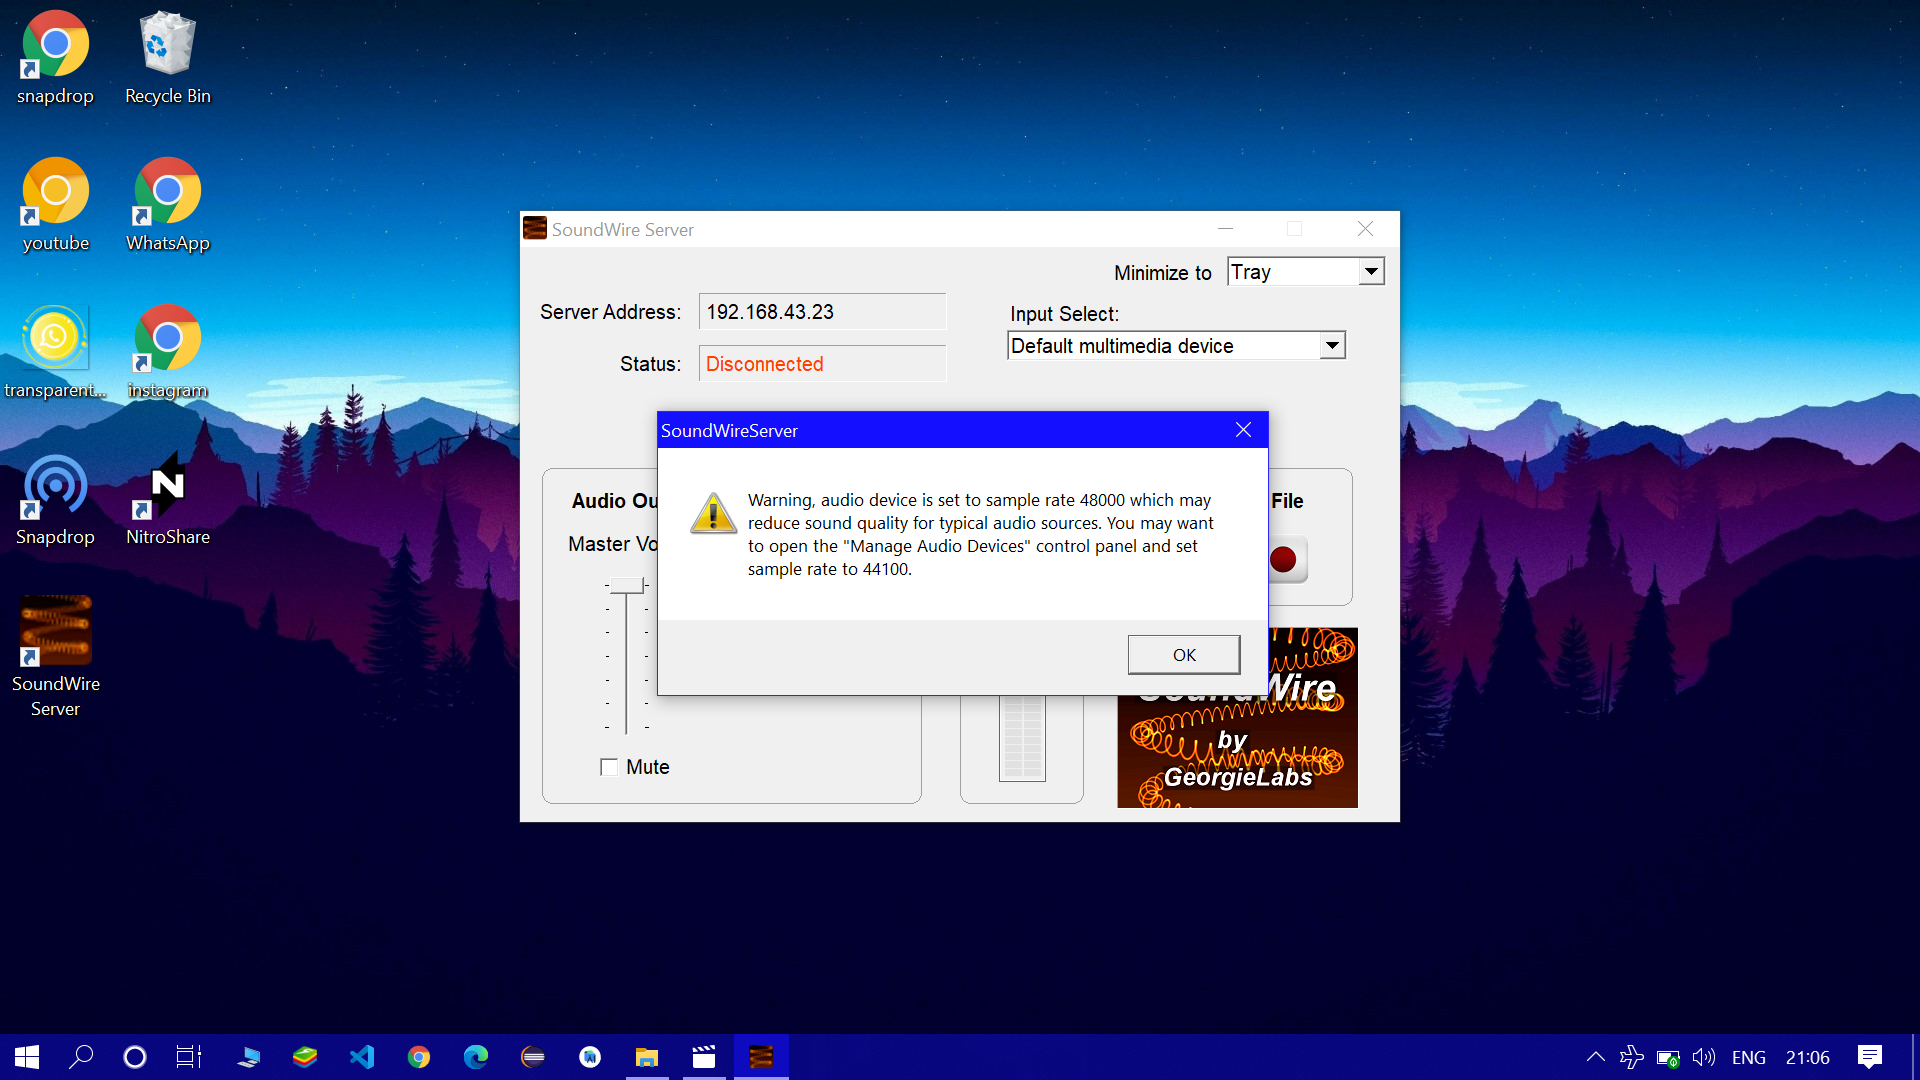 snapdrop
Recycle Bin
youtube
WhatsApp
transparent...
instagram
Snapdrop
N
NitroShare
SoundWire
Server
SoundWire Server
Minimize to
Tray
Server Address:
192.168.43.23
Input Select:
Default multimedia device
Status:
Disconnected
SoundWireServer
Warning, audio device is set to sample rate 48000 which may
reduce sound quality for typical audio sources. You may want
to open the "Manage Audio Devices" control panel and set
sample rate to 44100.
OK
Audio Ou
File
Master Vo
Mute
SoundWire
by
GeorgieLabs
ENG
21:06